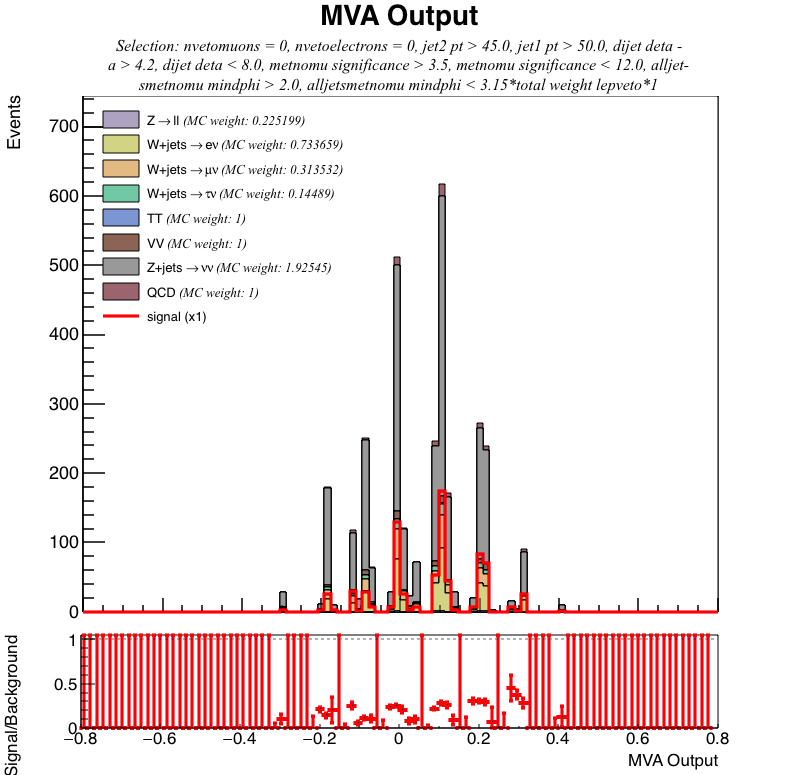 MVA Output
Selection: nvetomuons = 0, nvetoelectrons = 0, jet2 pt > 45.0, jet1 pt > 50.0, dijet deta -
a > 4.2, dijet deta < 8.0, metnomu significance > 3.5, metnomu significance < 12.0, alljet-
smetnomu mindphi > 2.0, alljetsmetnomu mindphi < 3.15*total weight lepveto*1
Events
700
600
500
400
300
200
100
0
Z→ll (MC weight: 0.225199)
W+jets→eν (MC weight: 0.733659)
W+jets→μν (MC weight: 0.313532)
W+jets→τν (MC weight: 0.14489)
TT (MC weight: 1)
VV (MC weight: 1)
Z+jets→νν (MC weight: 1.92545)
QCD (MC weight: 1)
signal (x1)
Signal/Background
1
0.5
0
−0.8 −0.6 −0.4 −0.2 0 0.2 0.4 0.6 0.8
MVA Output